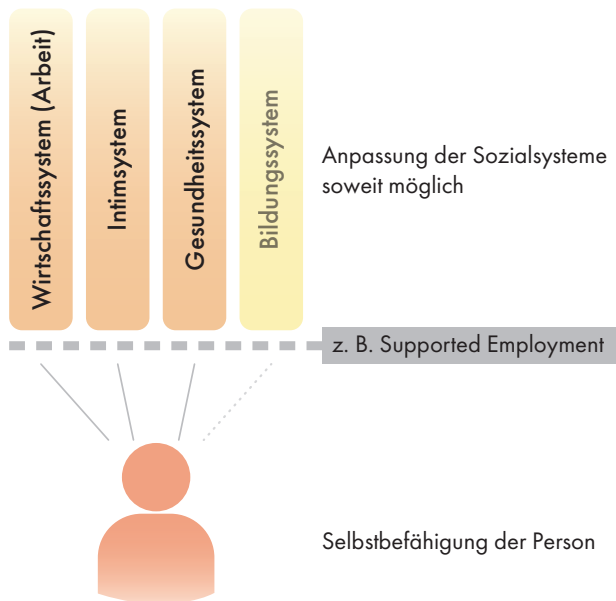 Wirtschaftssystem (Arbeit)
Intimsystem
Gesundheitssystem
Bildungssystem
Anpassung der Sozialsysteme
soweit möglich
z. B. Supported Employment
Selbstbefähigung der Person